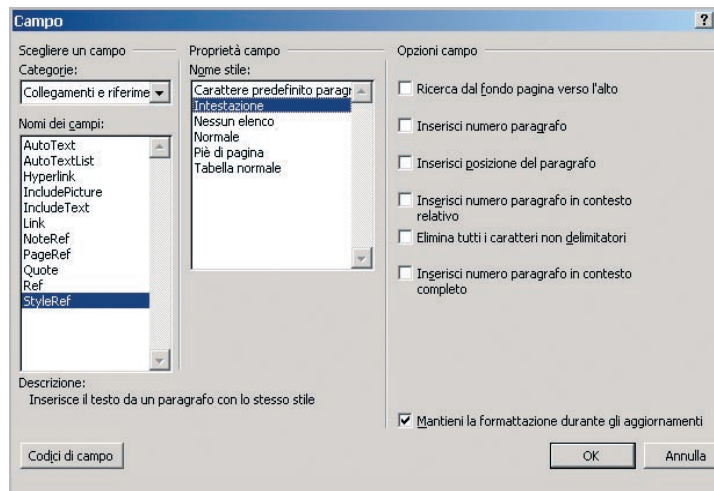 Campo
?
Scegliere un campo
Categorie:
Collegamenti e riferime
Nomi dei campi:
AutoText
AutoTextList
Hyperlink
IncludePicture
IncludeText
Link
NoteRef
PageRef
Quote
Ref
StyleRef
Proprietà campo
Nome stile:
Carattere predefinito paragr
Intestazione
Nessun elenco
Normale
Piè di pagina
Tabella normale
Opzioni campo
Ricerca dal fondo pagina verso l'alto
Inserisci numero paragrafo
Inserisci posizione del paragrafo
Inserisci numero paragrafo in contesto
relativo
Elimina tutti i caratteri non delimitatori
Inserisci numero paragrafo in contesto
completo
Descrizione:
Inserisce il testo da un paragrafo con lo stesso stile
Mantieni la formattazione durante gli aggiornamenti
Codici di campo
OK
Annulla